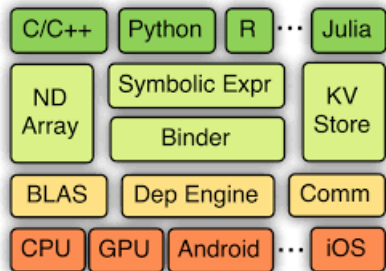 C/C++ Python R ... Julia
ND Array
Symbolic Expr
Binder
KV Store
BLAS Dep Engine Comm
CPU GPU Android ... iOS